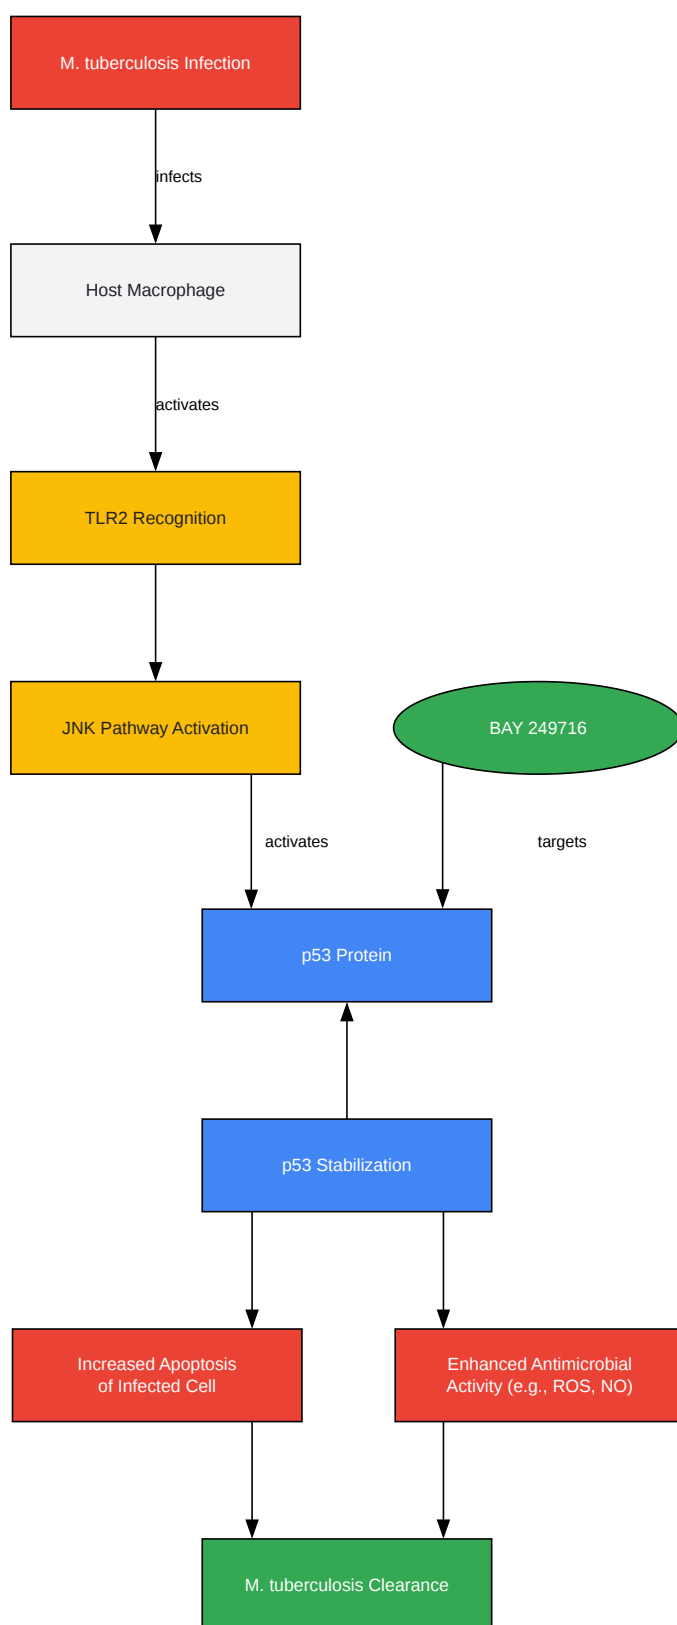 M. tuberculosis Infection
infects
Host Macrophage
activates
TLR2 Recognition
JNK Pathway Activation
BAY 249716
activates
targets
p53 Protein
p53 Stabilization
Increased Apoptosis
of Infected Cell
Enhanced Antimicrobial
Activity (e.g., ROS, NO)
M. tuberculosis Clearance